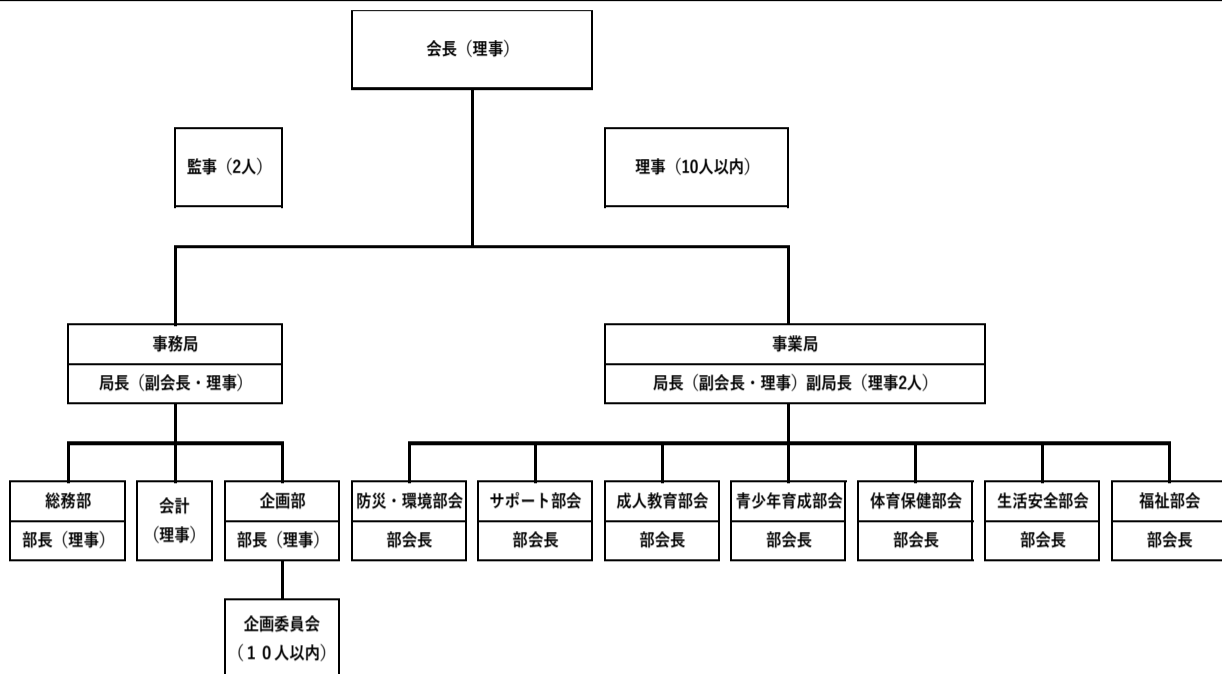 会長（理事）
監事（2人）
理事（10人以内）
事務局
局長（副会長・理事）
事業局
局長（副会長・理事）副局長（理事2人）
総務部
部長（理事）
会計
（理事）
企画部
部長（理事）
防災・環境部会
部会長
サポート部会
部会長
成人教育部会
部会長
青少年育成部会
部会長
体育保健部会
部会長
生活安全部会
部会長
福祉部会
部会長
企画委員会
（１０人以内）